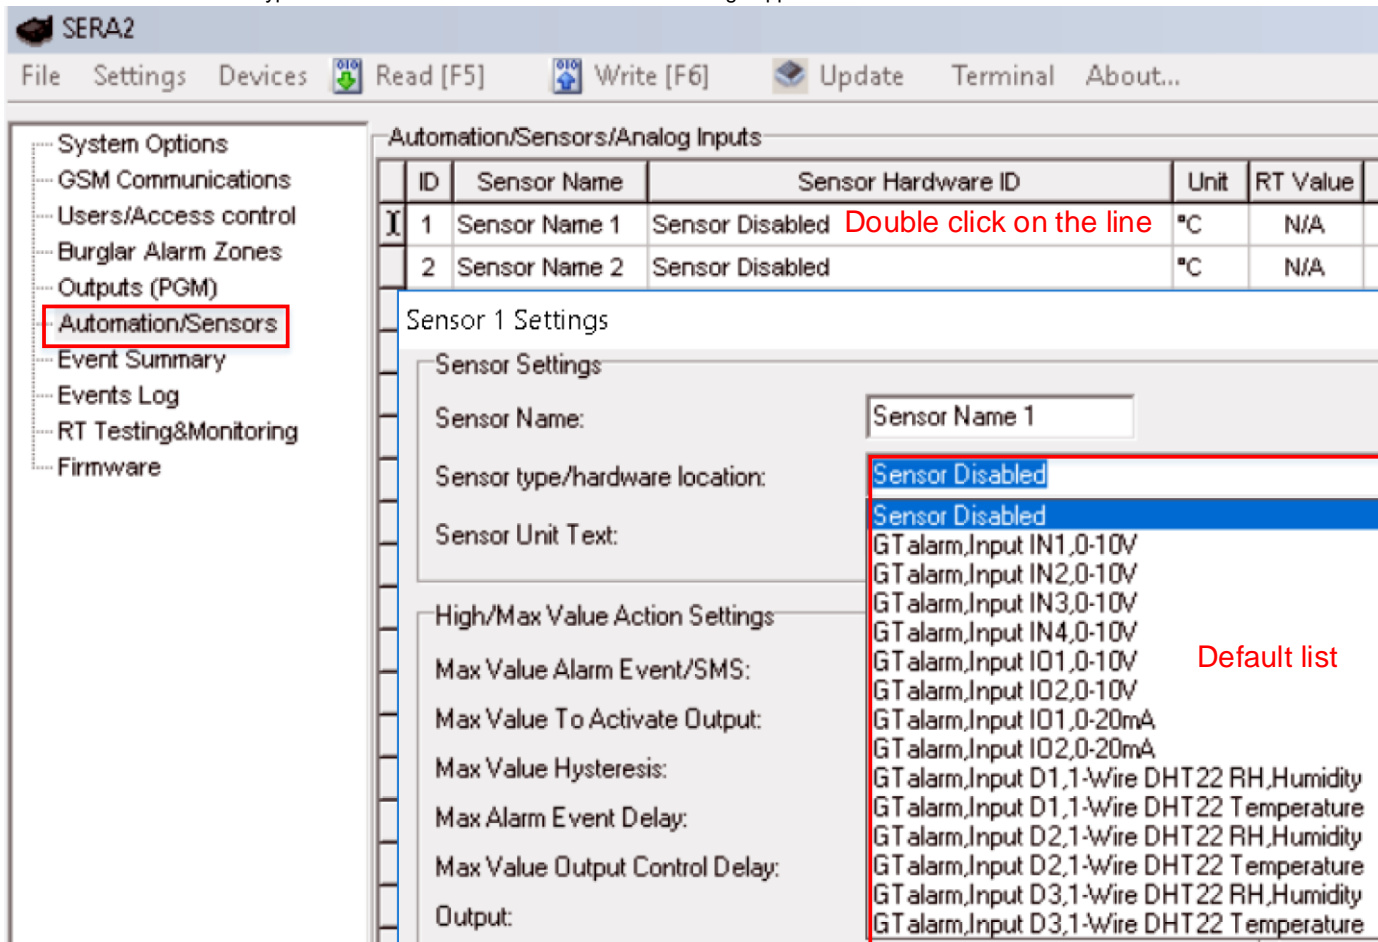 SERA2
File Settings Devices Read [F5] Write [F6] Update Terminal About...
System Options
GSM Communications
Users/Access control
Burglar Alarm Zones
Outputs (PGM)
Automation/Sensors
Event Summary
Events Log
RT Testing&Monitoring
Firmware
Automation/Sensors/Analog Inputs
ID Sensor Name Sensor Hardware ID Unit RT Value
1 Sensor Name 1 Sensor Disabled Double click on the line °C N/A
2 Sensor Name 2 Sensor Disabled °C N/A
Sensor 1 Settings
Sensor Settings
Sensor Name: Sensor Name 1
Sensor type/hardware location: Sensor Disabled
Sensor Unit Text:
Sensor Disabled
GTalarm,Input IN1,0-10V
GTalarm,Input IN2,0-10V
GTalarm,Input IN3,0-10V
GTalarm,Input IN4,0-10V
GTalarm,Input IO1,0-10V
GTalarm,Input IO2,0-10V
GTalarm,Input IO1,0-20mA
GTalarm,Input IO2,0-20mA
GTalarm,Input D1,1-Wire DHT22 RH,Humidity
GTalarm,Input D1,1-Wire DHT22 Temperature
GTalarm,Input D2,1-Wire DHT22 RH,Humidity
GTalarm,Input D2,1-Wire DHT22 Temperature
GTalarm,Input D3,1-Wire DHT22 RH,Humidity
GTalarm,Input D3,1-Wire DHT22 Temperature
Default list
High/Max Value Action Settings
Max Value Alarm Event/SMS:
Max Value To Activate Output:
Max Value Hysteresis:
Max Alarm Event Delay:
Max Value Output Control Delay:
Output: